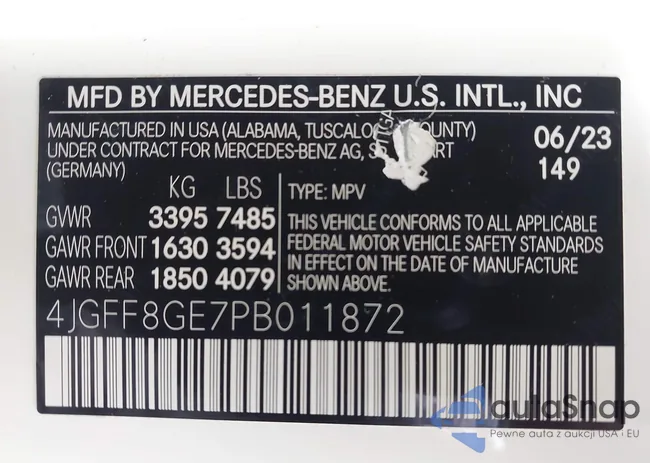 MFD BY MERCEDES-BENZ U.S. INTL., INC
MANUFACTURED IN USA (ALABAMA, TUSCALOOSA COUNTY)
UNDER CONTRACT FOR MERCEDES-BENZ AG,
(GERMANY)
06/23
149
KG LBS
GVWR 3395 7485
GAWR FRONT 1630 3594
GAWR REAR 1850 4079
TYPE: MPV
THIS VEHICLE CONFORMS TO ALL APPLICABLE
FEDERAL MOTOR VEHICLE SAFETY STANDARDS
IN EFFECT ON THE DATE OF MANUFACTURE
SHOWN ABOVE.
4JGFF8GE7PB011872
autaSnap
Pewne auta z aukcji USA i EU